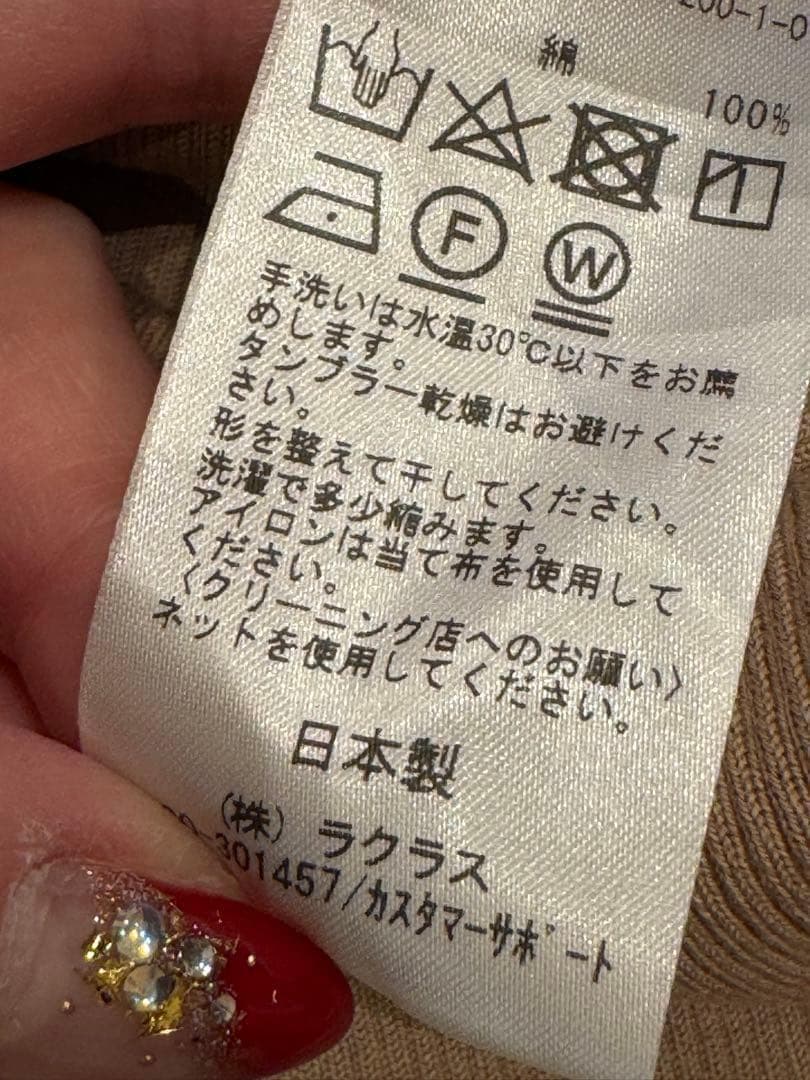 200-1-0
綿
100%
F
W
手洗いは水温30℃以下をお薦
めします。
タンブラー乾燥はお避けくだ
さい。
形を整えて干してください。
洗濯で多少縮みます。
アイロンは当て布を使用して
ください。
〈クリーニング店へのお願い〉
ネットを使用してください。
日本製
(株) ラクラス
0-301457/カスタマーサポート